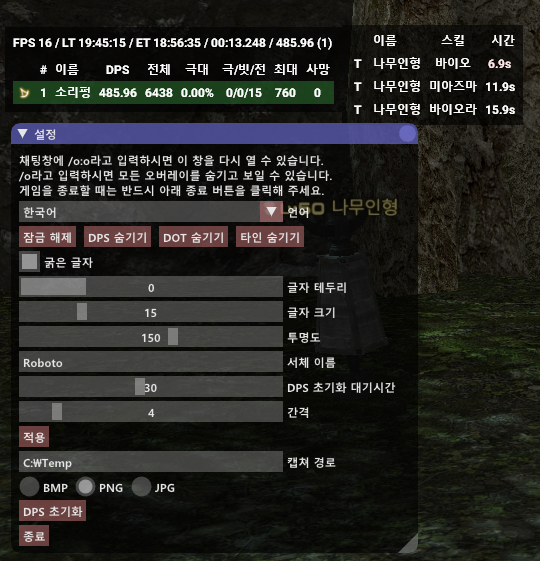 FPS 16 / LT 19:45:15 / ET 18:56:35 / 00:13.248 / 485.96 (1)
# 이름 DPS 전체 극대 극/빗/전 최대 사망
1 소리평 485.96 6438 0.00% 0/0/15 760 0
이름 스킬 시간
T 나무인형 바이오 6.9s
T 나무인형 미아즈마 11.9s
T 나무인형 바이오라 15.9s
설정
채팅창에 /o:o라고 입력하시면 이 창을 다시 열 수 있습니다.
/o라고 입력하시면 모든 오버레이를 숨기고 보일 수 있습니다.
게임을 종료할 때는 반드시 아래 종료 버튼을 클릭해 주세요.
한국어 언어
나무인형
잠금 해제 DPS 숨기기 DOT 숨기기 타인 숨기기
굵은 글자
0 글자 테두리
15 글자 크기
150 투명도
Roboto 서체 이름
30 DPS 초기화 대기시간
4 간격
적용
C:₩Temp 캡쳐 경로
BMP PNG JPG
DPS 초기화
종료